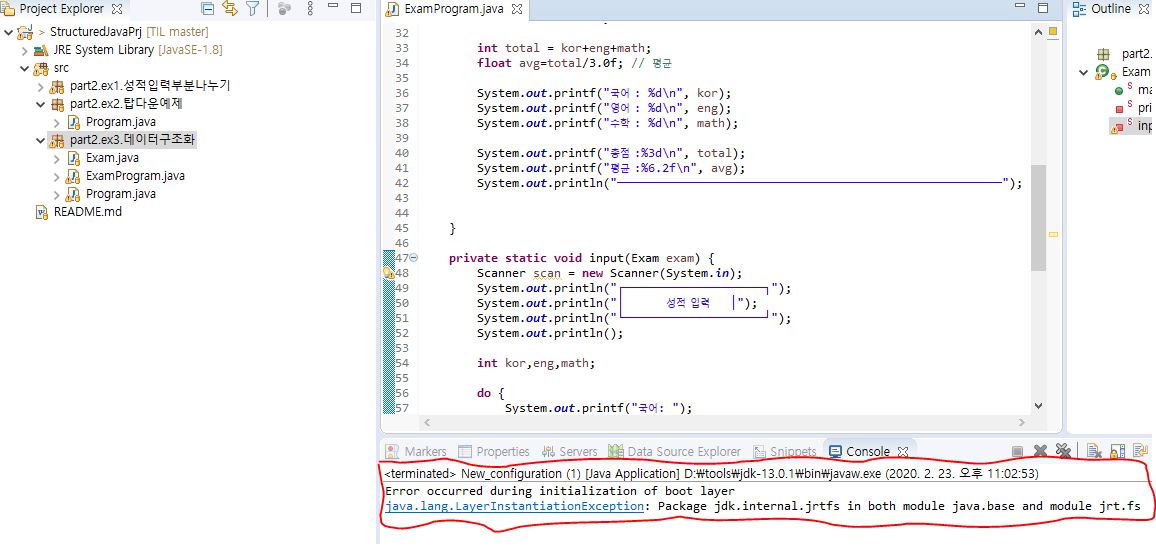 Project Explorer
> StructuredJavaPrj [TIL master]
JRE System Library [JavaSE-1.8]
src
part2.ex1.성적입력부분나누기
part2.ex2.탑다운예제
Program.java
part2.ex3.데이터구조화
Exam.java
ExamProgram.java
Program.java
README.md
ExamProgram.java
32
33 int total = kor+eng+math;
34 float avg=total/3.0f; // 평균
35
36 System.out.printf("국어 : %d\n", kor);
37 System.out.printf("영어 : %d\n", eng);
38 System.out.printf("수학 : %d\n", math);
39
40 System.out.printf("총점 :%3d\n", total);
41 System.out.printf("평균 :%6.2f\n", avg);
42 System.out.println("───────────────────────────────────────");
43
44
45 }
46
47 private static void input(Exam exam) {
48 Scanner scan = new Scanner(System.in);
49 System.out.println("┌───────────────┐");
50 System.out.println("│ 성적 입력 │");
51 System.out.println("└───────────────┘");
52 System.out.println();
53
54 int kor,eng,math;
55
56 do {
57 System.out.printf("국어: ");
Outline
part2.
Exam
ma
pri
inp
Markers Properties Servers Data Source Explorer Snippets Console
<terminated> New_configuration (1) [Java Application] D:₩tools₩jdk-13.0.1₩bin₩javaw.exe (2020. 2. 23. 오후 11:02:53)
Error occurred during initialization of boot layer
java.lang.LayerInstantiationException: Package jdk.internal.jrtfs in both module java.base and module jrt.fs